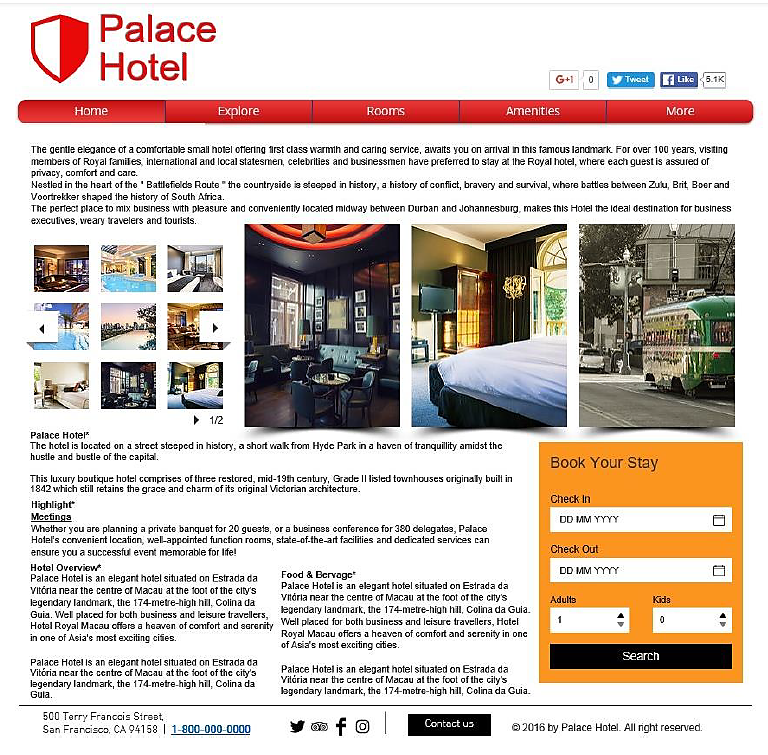 Palace
Hotel
G+1 0 Tweet Like 5.1K
Home Explore Rooms Amenities More
The gentle elegance of a comfortable small hotel offering first class warmth and caring service, awaits you on arrival in this famous landmark. For over 100 years, visiting
members of Royal families, international and local statesmen, celebrities and businessmen have preferred to stay at the Royal hotel, where each guest is assured of
privacy, comfort and care.
Nestled in the heart of the " Battlefields Route " the countryside is steeped in history, a history of conflict, bravery and survival, where battles between Zulu, Brit, Boer and
Voortrekker shaped the history of South Africa.
The perfect place to mix business with pleasure and conveniently located midway between Durban and Johannesburg, makes this Hotel the ideal destination for business
executives, weary travelers and tourists.
1/2
Palace Hotel*
The hotel is located on a street steeped in history, a short walk from Hyde Park in a haven of tranquillity amidst the
hustle and bustle of the capital.
This luxury boutique hotel comprises of three restored, mid-19th century, Grade II listed townhouses originally built in
1842 which still retains the grace and charm of its original Victorian architecture.
Highlight*
Meetings
Whether you are planning a private banquet for 20 guests, or a business conference for 380 delegates, Palace
Hotel's convenient location, well-appointed function rooms, state-of-the-art facilities and dedicated services can
ensure you a successful event memorable for life!
Hotel Overview*
Palace Hotel is an elegant hotel situated on Estrada da
Vitória near the centre of Macau at the foot of the city's
legendary landmark, the 174-metre-high hill, Colina da
Guia. Well placed for both business and leisure travellers,
Hotel Royal Macau offers a heaven of comfort and serenity
in one of Asia's most exciting cities.
Palace Hotel is an elegant hotel situated on Estrada da
Vitória near the centre of Macau at the foot of the city's
legendary landmark, the 174-metre-high hill, Colina da
Guia.
Food & Bervage*
Palace Hotel is an elegant hotel situated on Estrada da
Vitória near the centre of Macau at the foot of the city's
legendary landmark, the 174-metre-high hill, Colina da Guia.
Well placed for both business and leisure travellers, Hotel
Royal Macau offers a heaven of comfort and serenity in one
of Asia's most exciting cities.
Palace Hotel is an elegant hotel situated on Estrada da
Vitória near the centre of Macau at the foot of the city's
legendary landmark, the 174-metre-high hill, Colina da Guia.
Book Your Stay
Check In
DD MM YYYY
Check Out
DD MM YYYY
Adults Kids
1 0
Search
500 Terry Francois Street,
San Francisco, CA 94158 | 1-800-000-0000
Contact us
© 2016 by Palace Hotel. All right reserved.